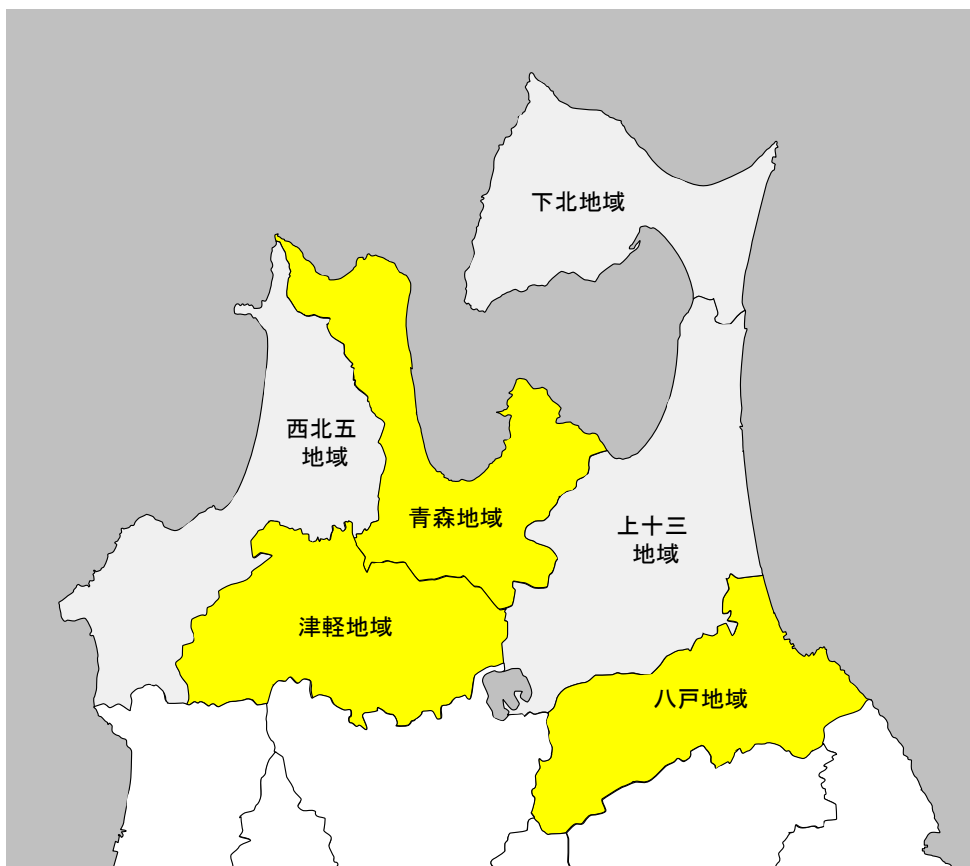 下北地域
西北五
地域
青森地域
上十三
地域
津軽地域
八戸地域